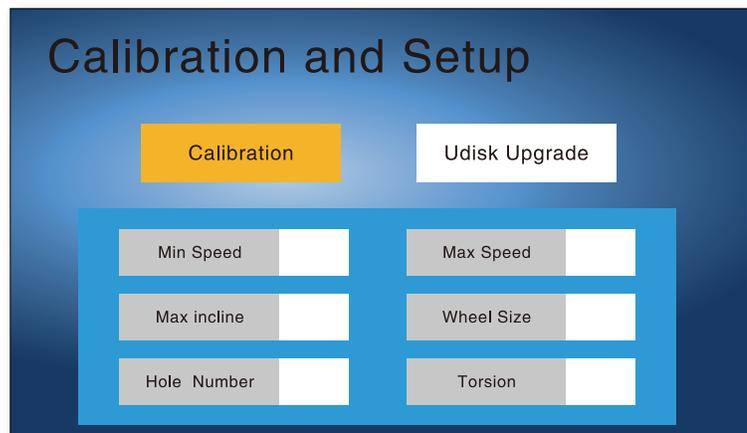 Calibration and Setup
Calibration
Udisk Upgrade
Min Speed
Max Speed
Max incline
Wheel Size
Hole Number
Torsion